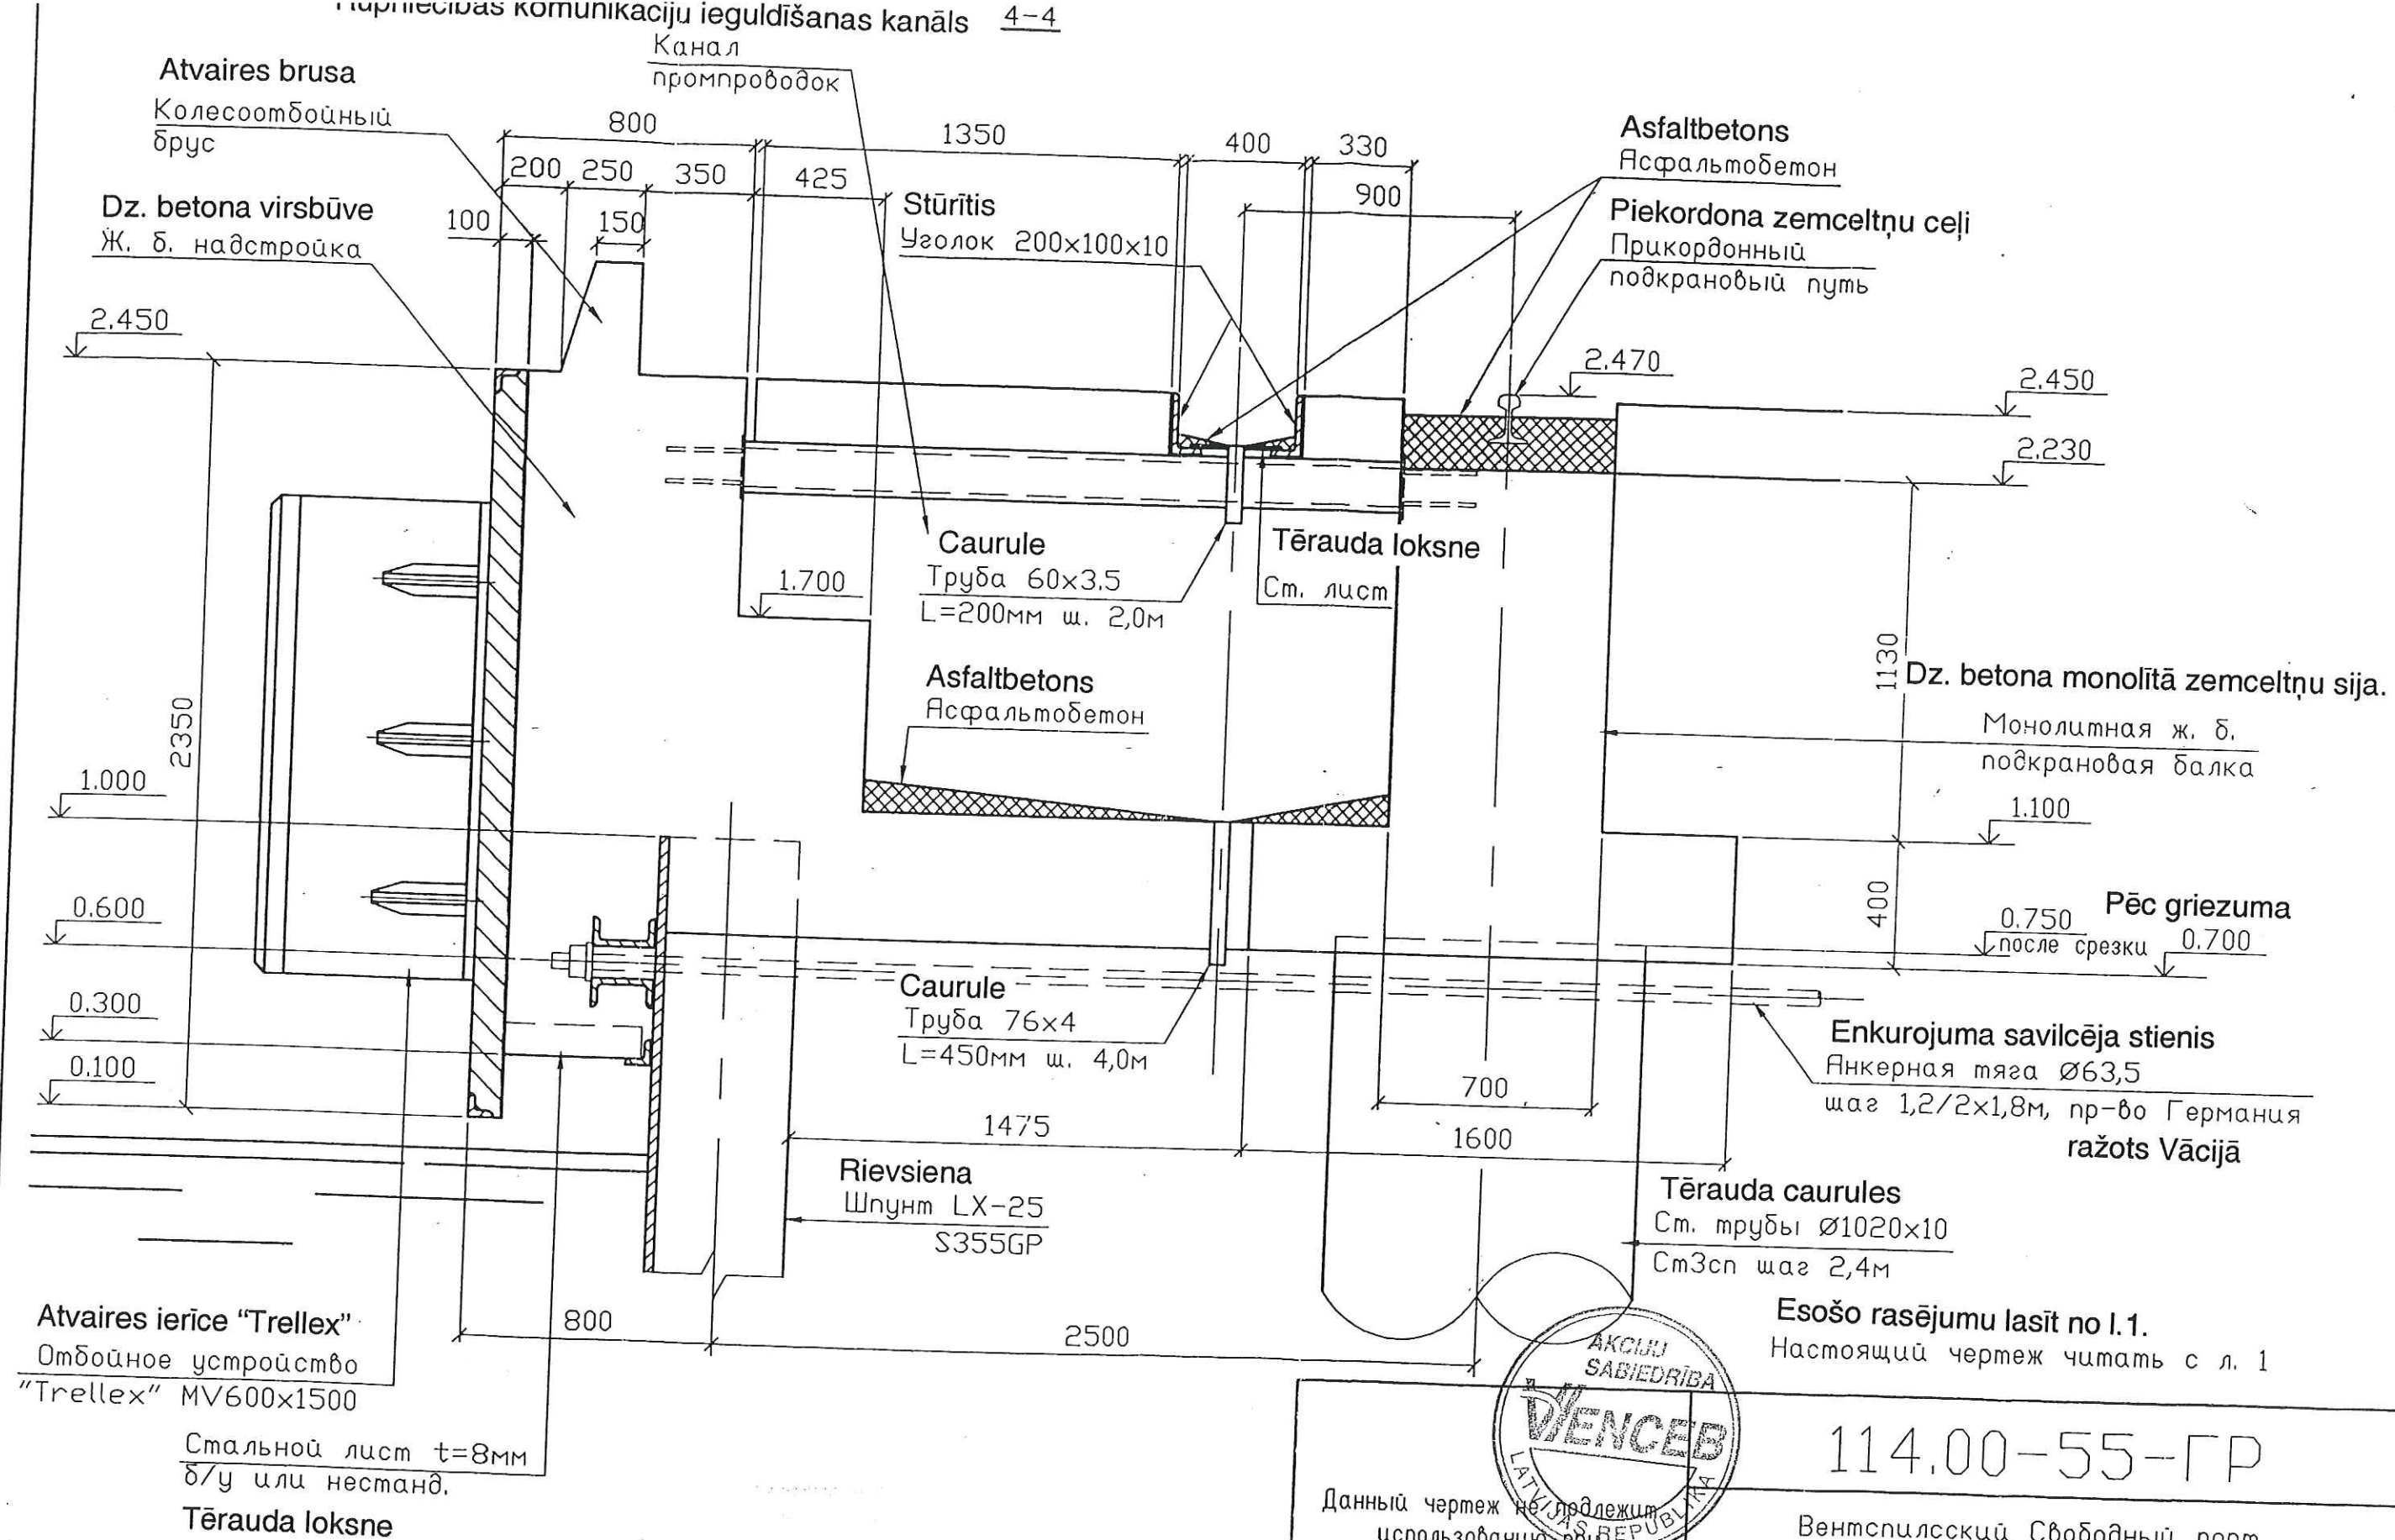 komunikāciju ieguldīšanas kanāls 4-4
Канал
промпроводок
Atvaires brusa
Колесоотбойный
брус
Dz. betona virsbūve
Ж. б. надстройка
800
1350
400
330
200
250
350
425
900
100
150
Stūrītis
Уголок 200x100x10
Asfaltbetons
Асфальтобетон
Piekordona zemceltņu ceļi
Прикордонный
подкрановый путь
2.450
2.470
2.450
2.230
Caurule
Труба 60x3.5
L=200мм ш. 2,0м
Tērauda loksne
Ст. лист
1.700
Asfaltbetons
Асфальтобетон
2350
1130
Dz. betona monolītā zemceltņu sija.
Монолитная ж. б.
подкрановая балка
1.000
1.100
0.600
400
Pēc griezuma
0.750
после срезки 0.700
0.300
0.100
Caurule
Труба 76x4
L=450мм ш. 4,0м
Enkurojuma savilcēja stienis
Анкерная тяга Ø63,5
шаг 1,2/2x1,8м, пр-во Германия
ražots Vācijā
700
1475
1600
Rievsiena
Шпунт LX-25
S355GP
Tērauda caurules
Ст. трубы Ø1020x10
Ст3сп шаг 2,4м
800
2500
Atvaires ierīce “Trellex”
Отбойное устройство
"Trellex" MV600x1500
Стальной лист t=8мм
б/у или нестанд.
Tērauda loksne
Esošo rasējumu lasīt no l.1.
Настоящий чертеж читать с л. 1
AKCIJU
SABIEDRĪBA
VENCEB
LATVIJAS REPUBLIKA
114.00-55-ГР
Данный чертеж не подлежит
использованию
Вентспилсский Свободный порт